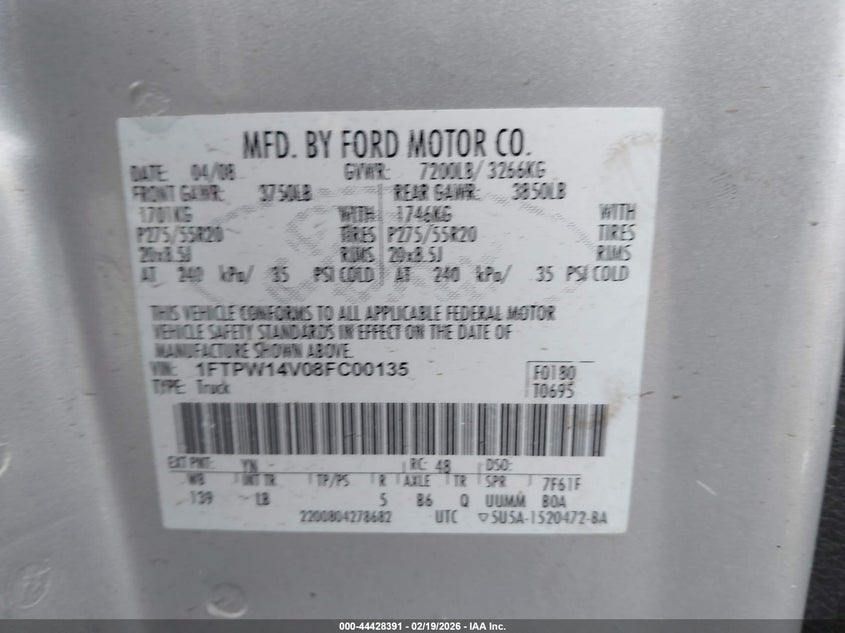 MFD. BY FORD MOTOR CO.
DATE: 04/08 GVWR: 7200LB/ 3266KG
FRONT GAWR: 3750LB REAR GAWR: 3850LB
1701KG WITH 1746KG WITH
P275/55R20 TIRES P275/55R20 TIRES
20x8.5J RIMS 20x8.5J RIMS
AT 240 kPa/ 35 PSI COLD AT 240 kPa/ 35 PSI COLD
THIS VEHICLE CONFORMS TO ALL APPLICABLE FEDERAL MOTOR
VEHICLE SAFETY STANDARDS IN EFFECT ON THE DATE OF
MANUFACTURE SHOWN ABOVE.
VIN: 1FTPW14V08FC00135 F0180
TYPE: Truck T0695
EXT PNT: YN RC: 48 DSO:
WB INT TR TP/PS R AXLE TR SPR 7F61F
139 LB 5 B6 Q UUMM BOA
2200804278682 UTC ▽5U5A-1520472-BA
000-44428391 - 02/19/2026 - IAA Inc.